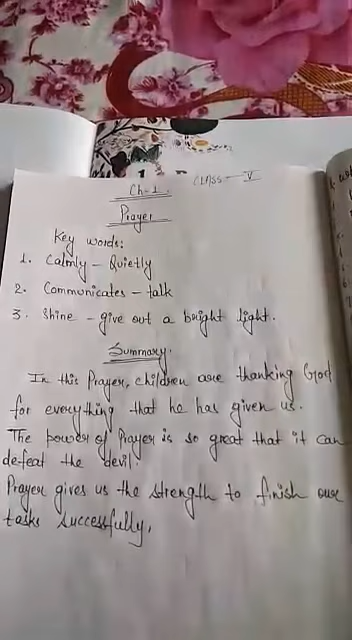 CLASS - V
Ch-1.
Prayer
Key words:
1. Calmly - Quietly
2. Communicates - talk
3. Shine - give out a bright light.
Summary.
In this Prayer, children are thanking God
for everything that he has given us.
The power of Prayer is so great that it can
defeat the devil.
Prayer gives us the strength to finish our
tasks successfully.